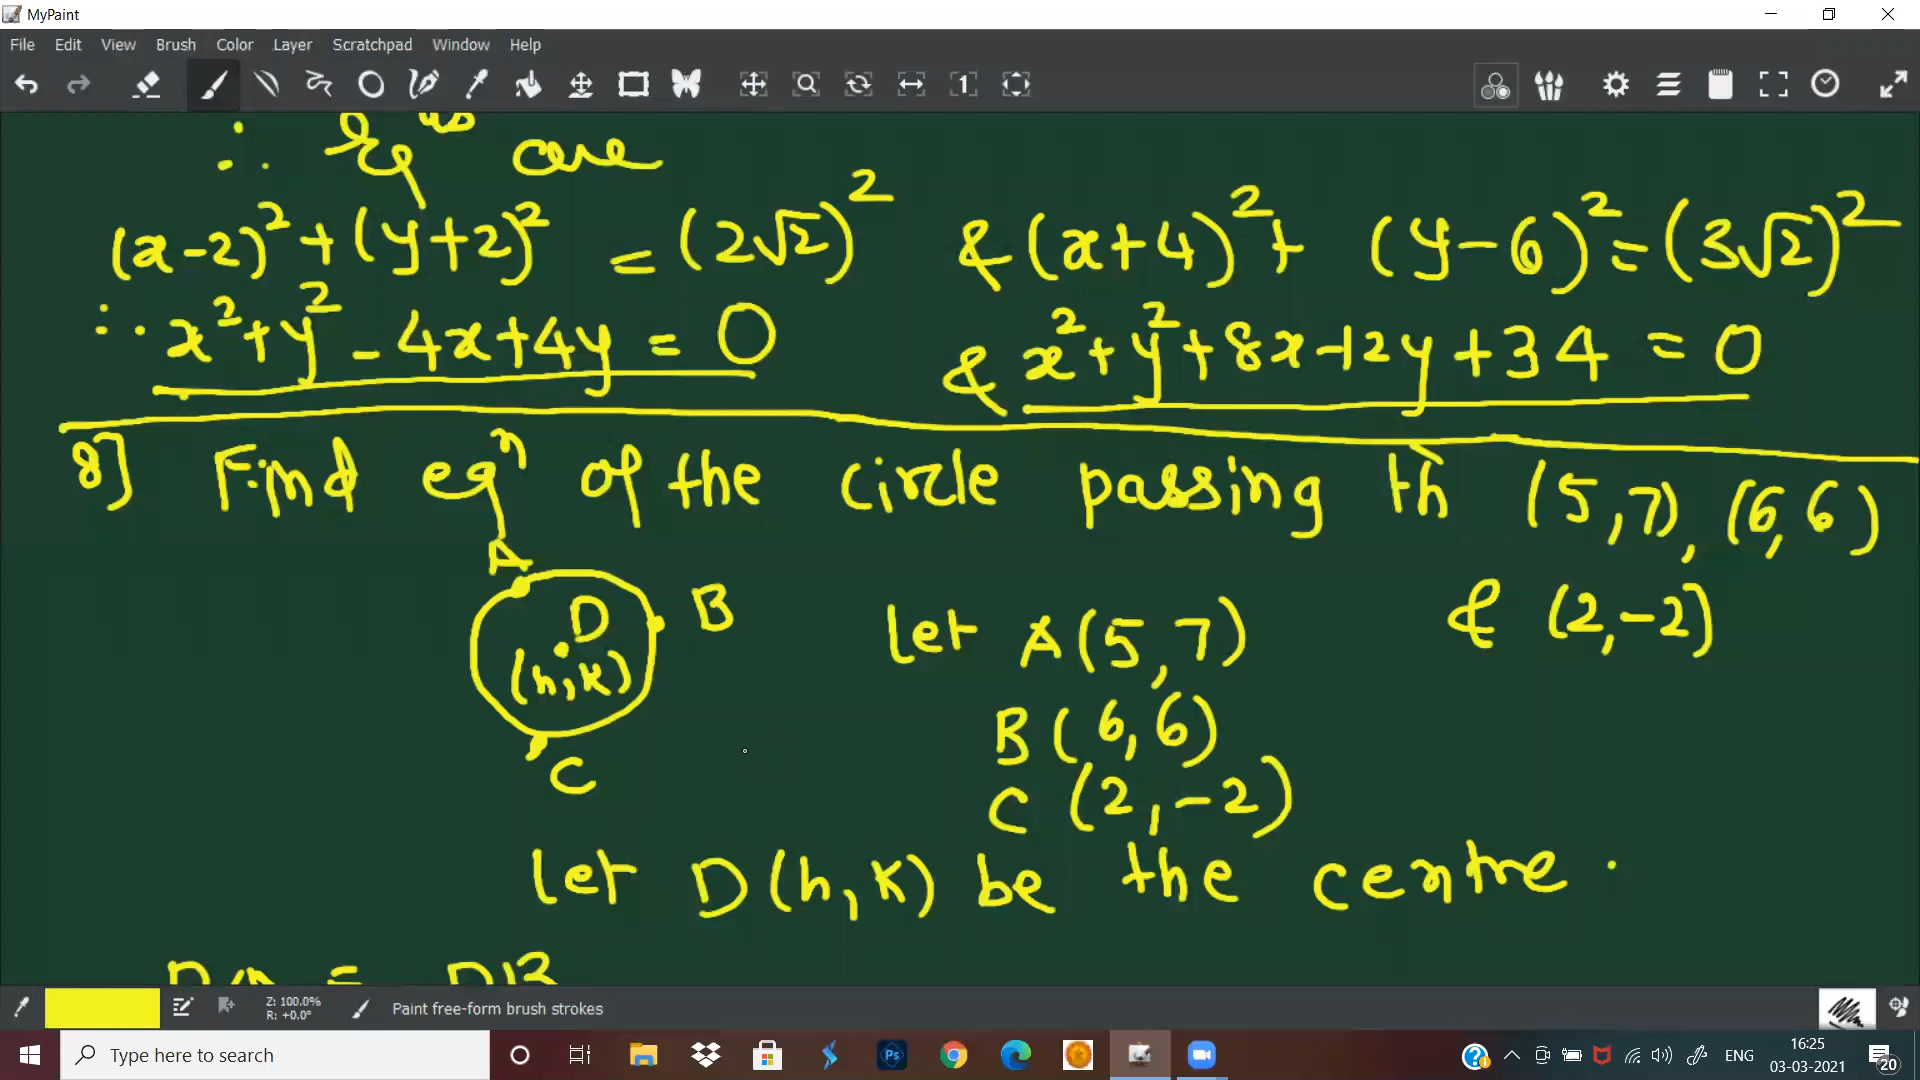 MyPaint
File Edit View Brush Color Layer Scratchpad Window Help
∴ Eqⁿˢ are
(x-2)² + (y+2)² = (2√2)² & (x+4)² + (y-6)² = (3√2)²
∴ x² + y² - 4x + 4y = 0 & x² + y² + 8x - 12y + 34 = 0
8] Find eqⁿ of the circle passing th (5,7), (6,6)
& (2,-2)
A
D
B
(h,k)
C
let A (5,7)
B (6,6)
C (2,-2)
let D (h,k) be the centre.
DA = DB
Z: 100.0%
R: +0.0°
Paint free-form brush strokes
Type here to search
Ps
ENG
16:25
03-03-2021
20